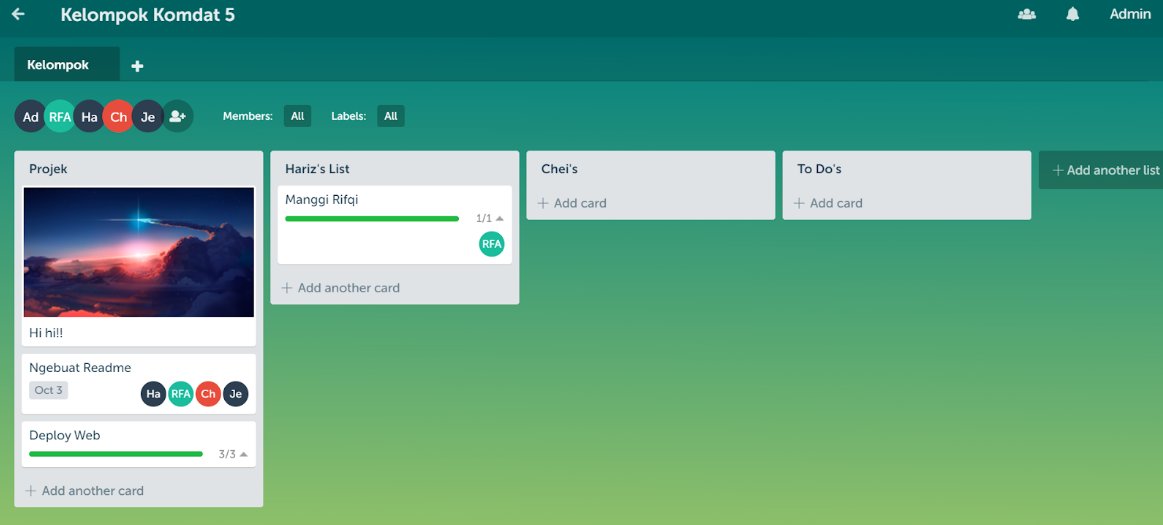 Kelompok Komdat 5
Admin
Kelompok
Ad RFA Ha Ch Je
Members: All Labels: All
Projek
Hi hi!!
Ngebuat Readme
Oct 3
Ha RFA Ch Je
Deploy Web
3/3
Add another card
Hariz's List
Manggi Rifqi
1/1
RFA
Add another card
Chei's
Add card
To Do's
Add card
Add another list